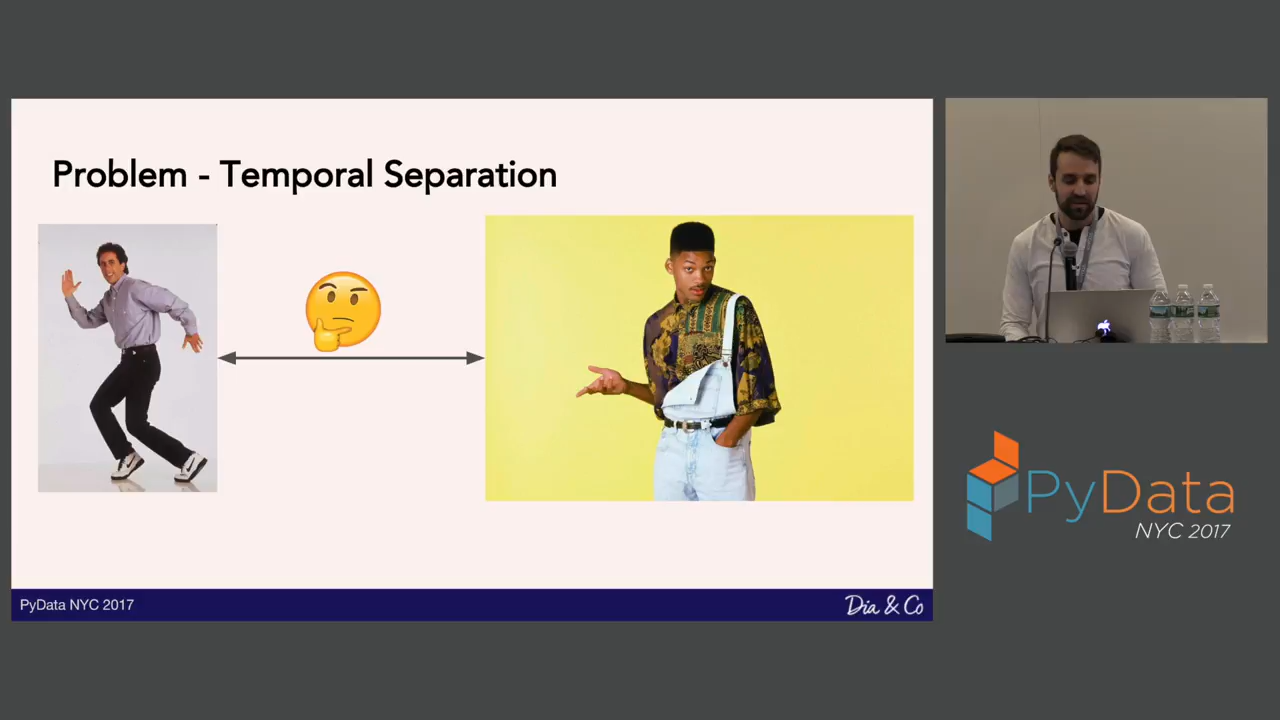 Problem - Temporal Separation
PyData NYC 2017
Dia & Co
PyData
NYC 2017